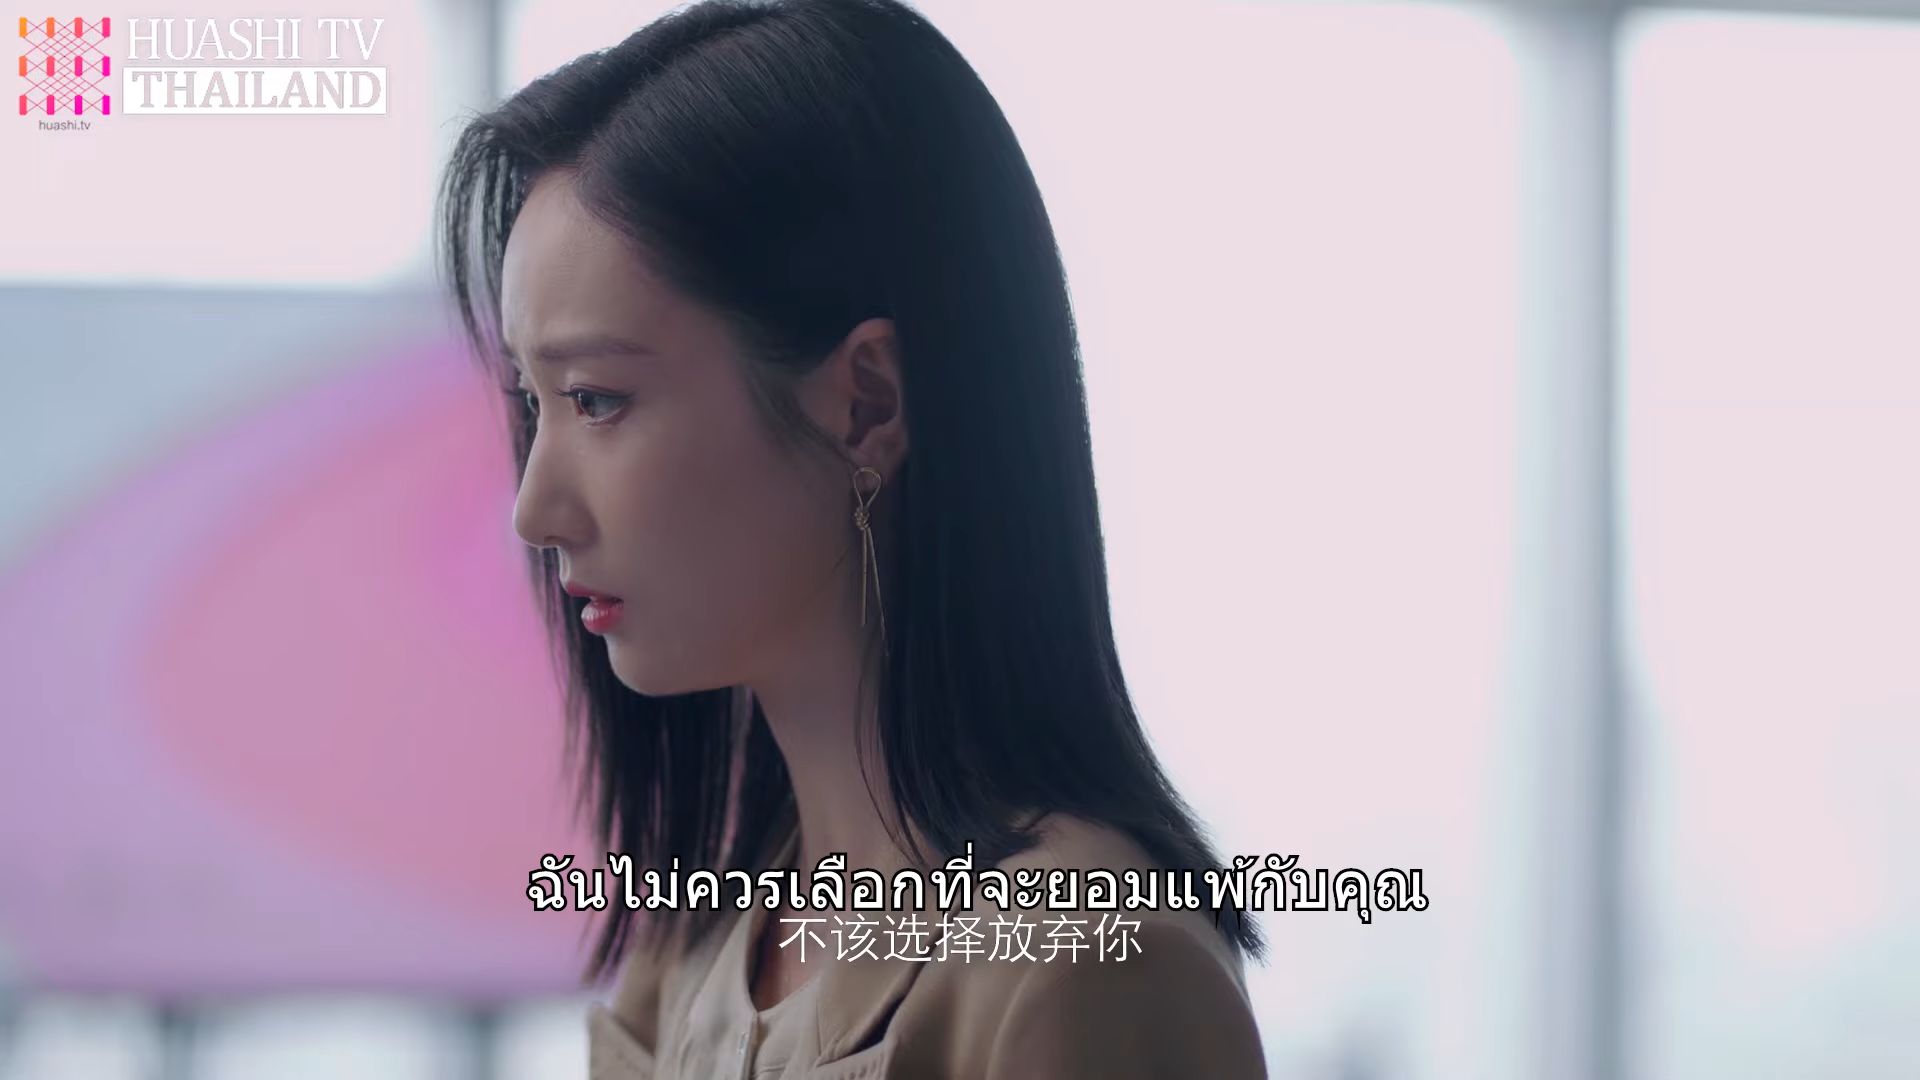 HUASHI TV
THAILAND
huashi.tv
ฉันไม่ควรเลือกที่จะยอมแพ้กับคุณ
不该选择放弃你